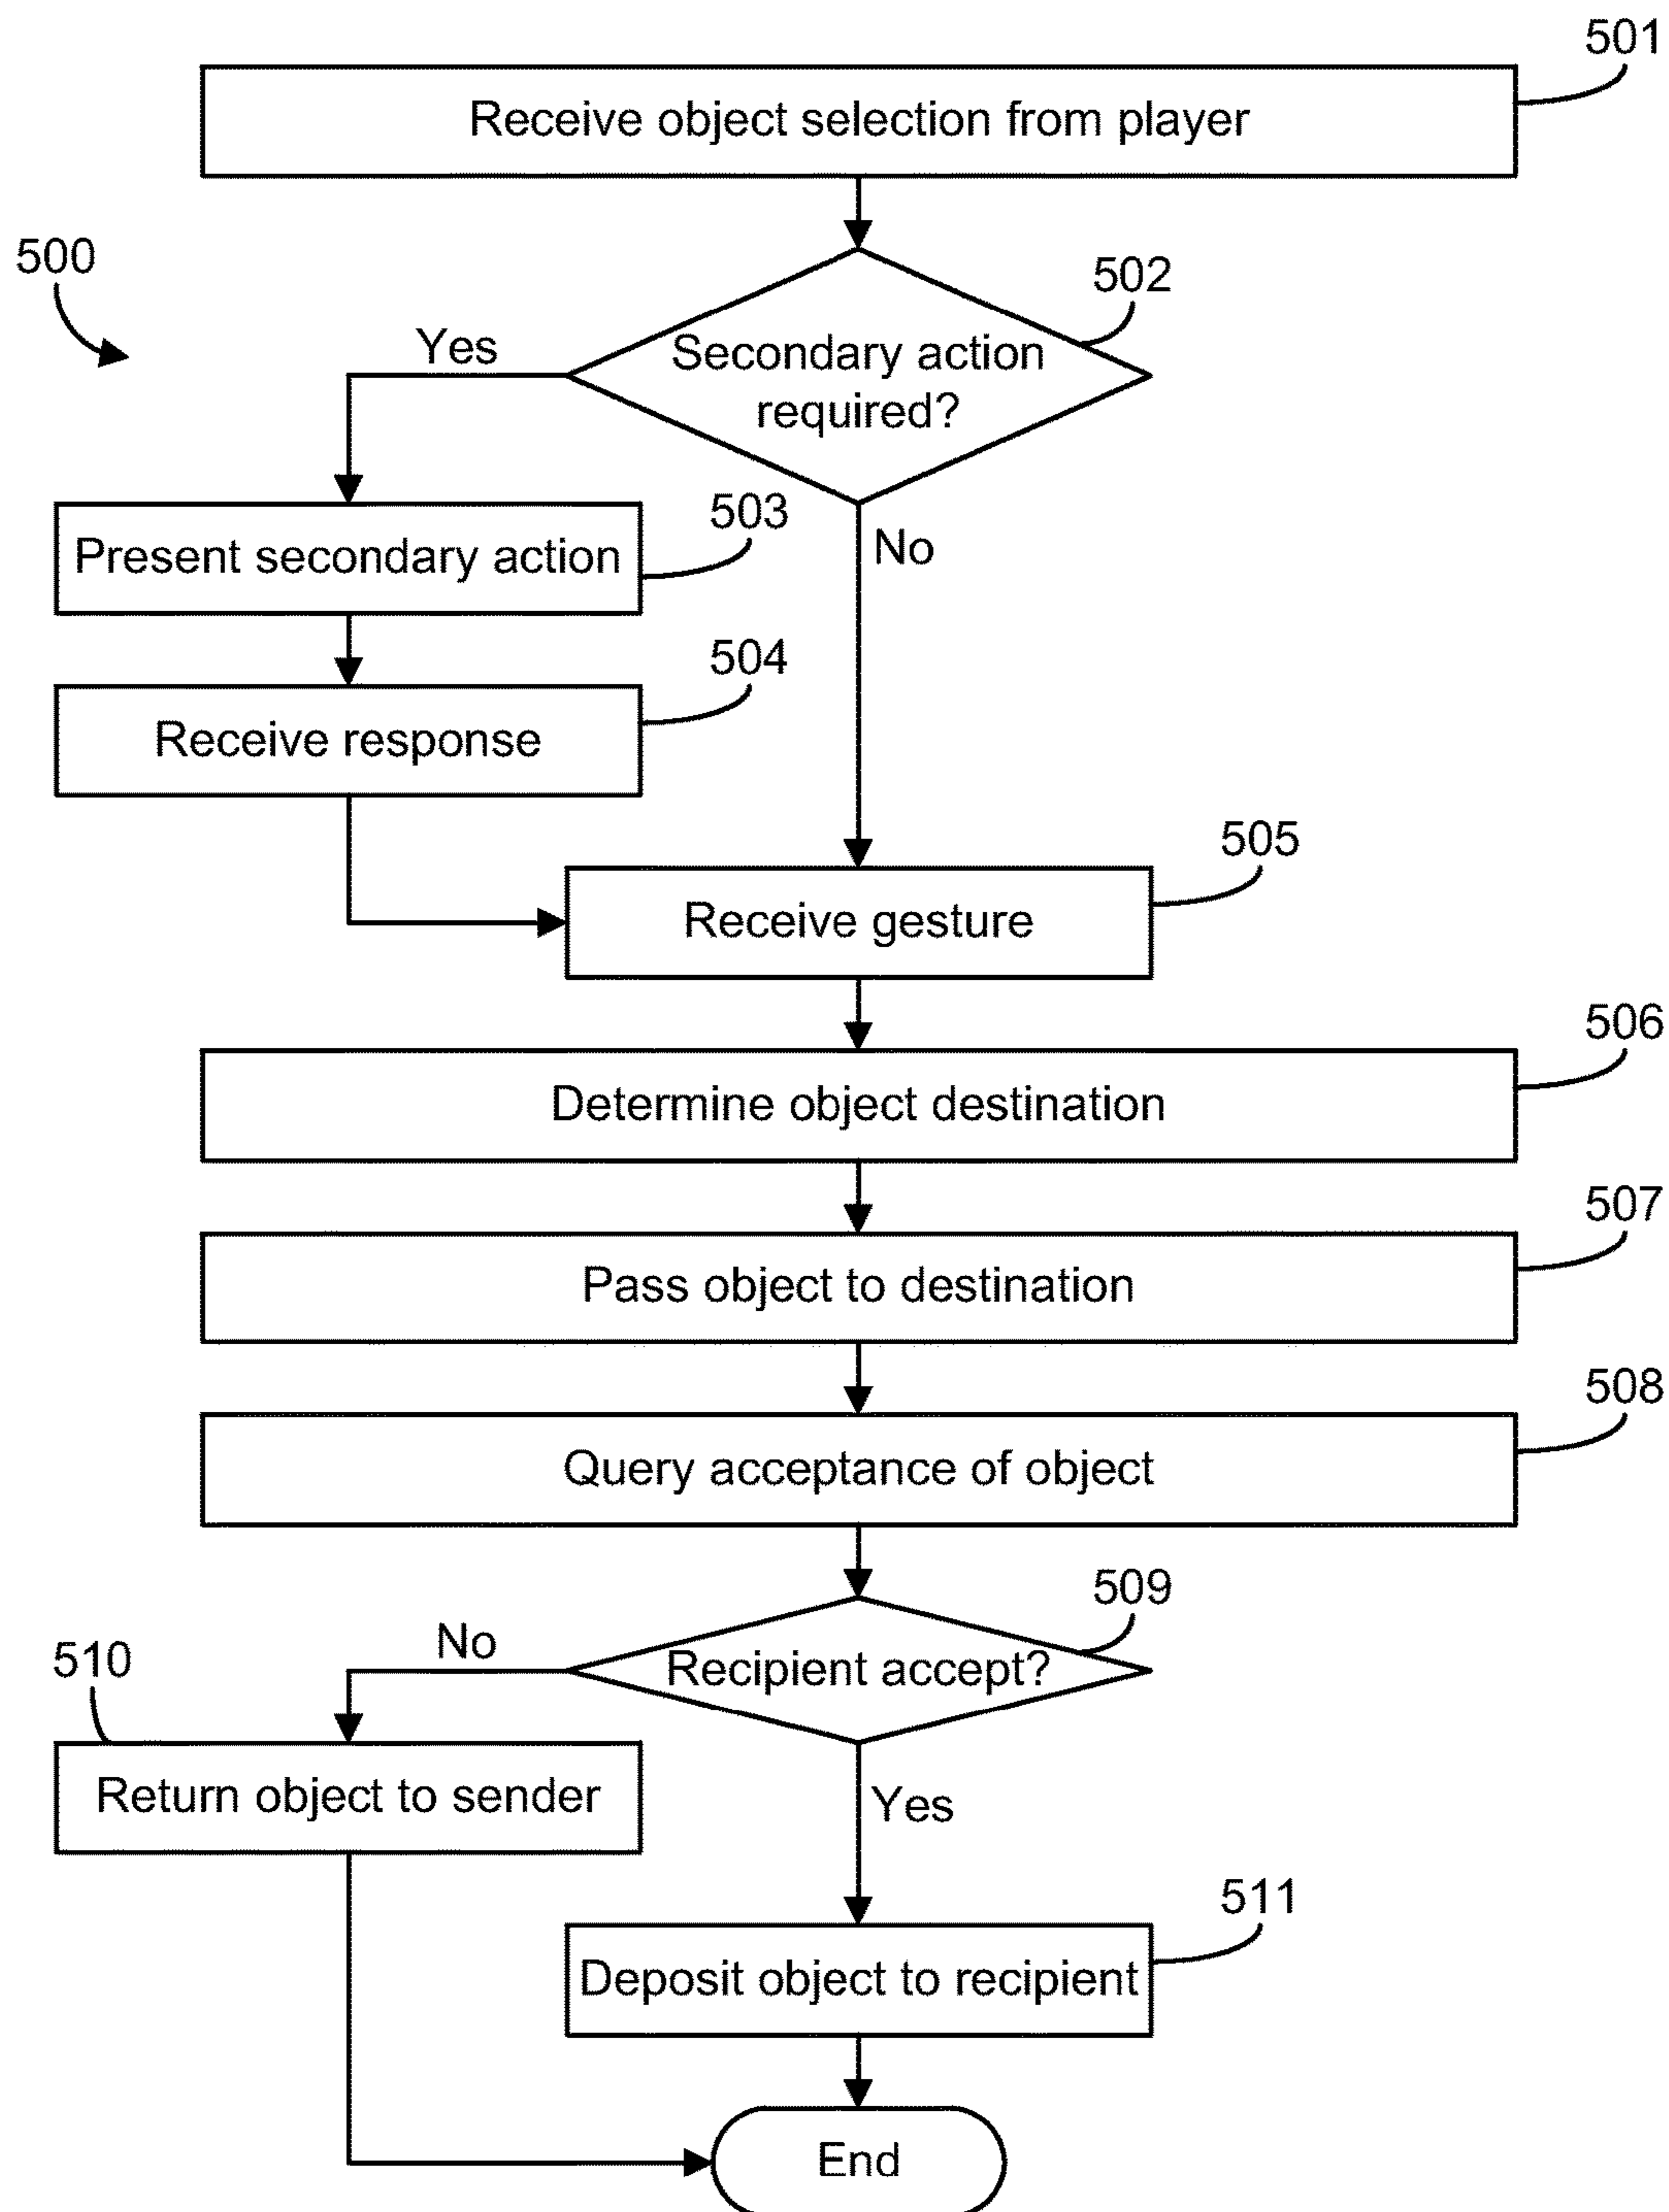 501
Receive object selection from player
500
502
Yes
Secondary action
required?
503
No
Present secondary action
504
Receive response
505
Receive gesture
506
Determine object destination
507
Pass object to destination
508
Query acceptance of object
509
No
Recipient accept?
510
Return object to sender
Yes
511
Deposit object to recipient
End